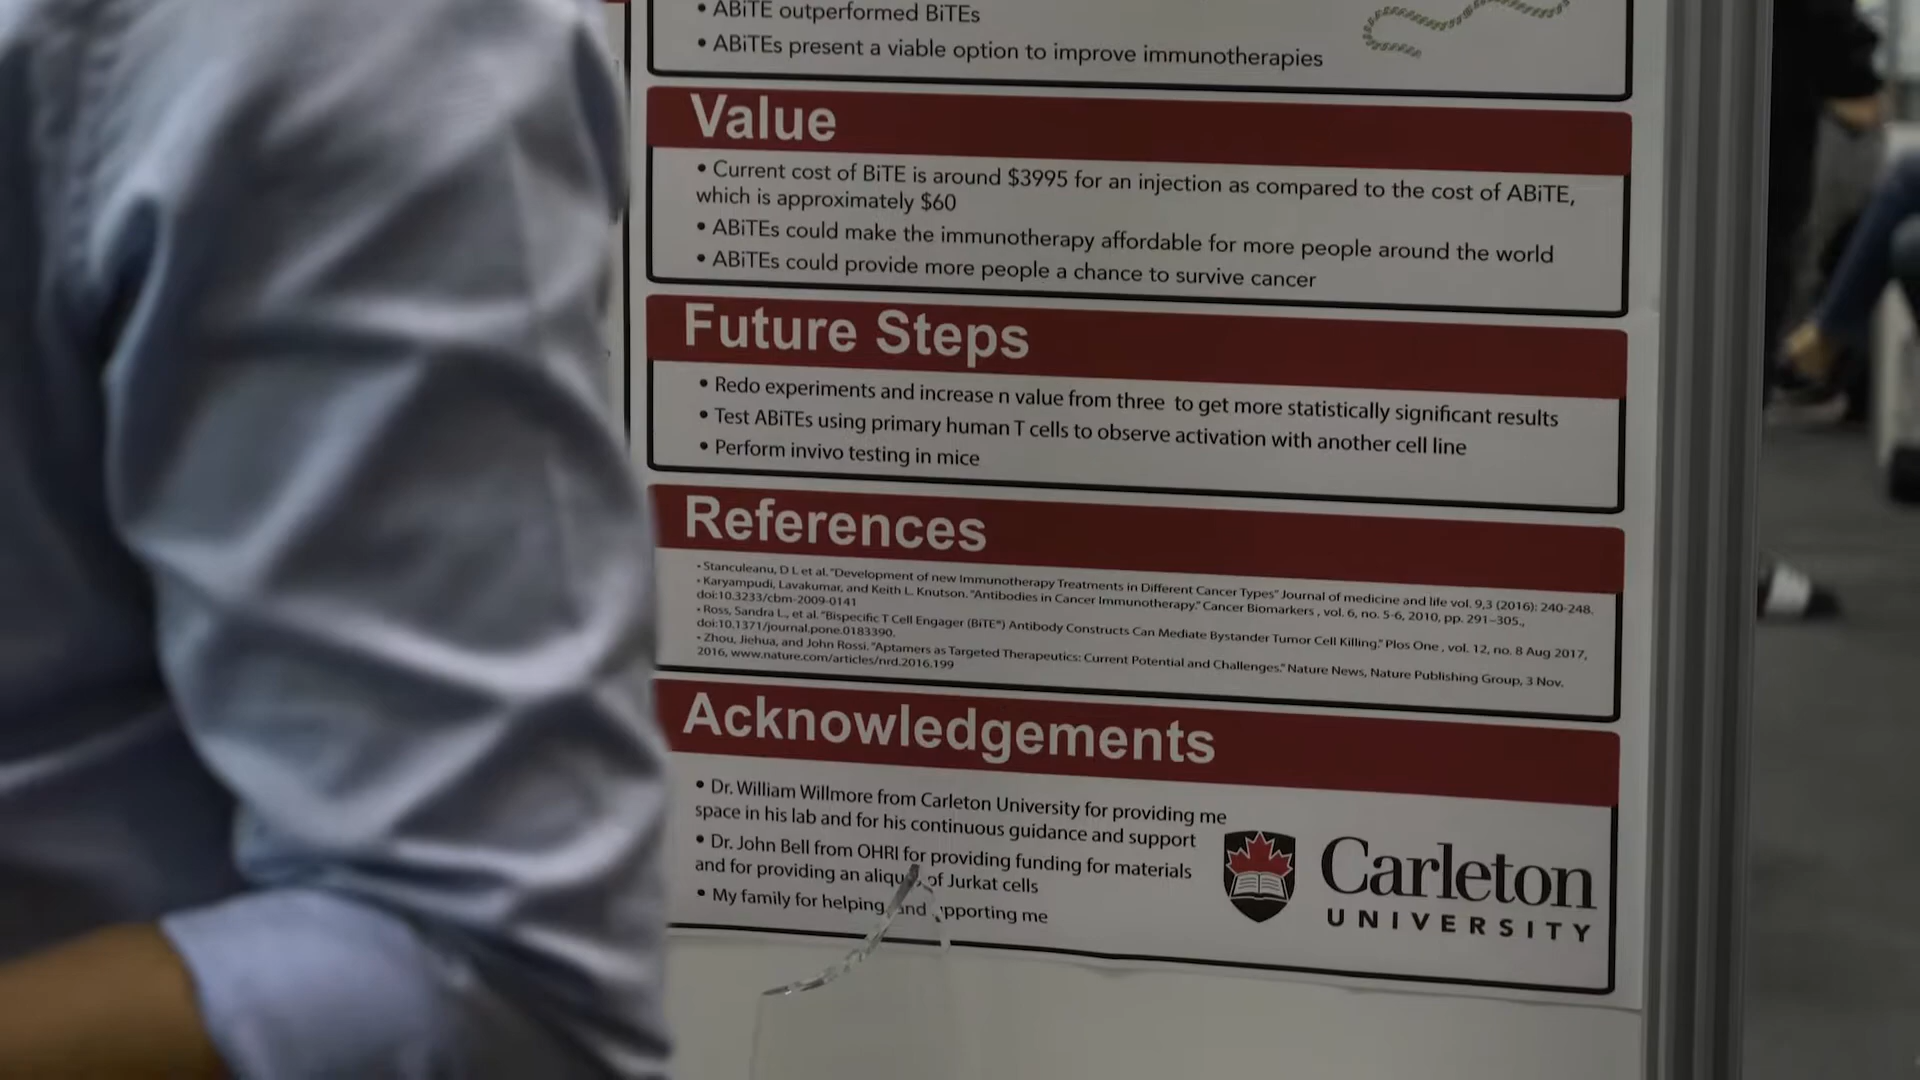 • ABiTE outperformed BiTEs
• ABiTEs present a viable option to improve immunotherapies
Value
• Current cost of BiTE is around $3995 for an injection as compared to the cost of ABiTE,
which is approximately $60
• ABiTEs could make the immunotherapy affordable for more people around the world
• ABiTEs could provide more people a chance to survive cancer
Future Steps
• Redo experiments and increase n value from three to get more statistically significant results
• Test ABiTEs using primary human T cells to observe activation with another cell line
• Perform invivo testing in mice
References
• Stanculeanu, D L et al. "Development of new Immunotherapy Treatments in Different Cancer Types" Journal of medicine and life vol. 9,3 (2016): 240-248.
• Karyampudi, Lavakumar, and Keith L. Knutson. "Antibodies in Cancer Immunotherapy." Cancer Biomarkers , vol. 6, no. 5-6, 2010, pp. 291–305.,
doi:10.3233/cbm-2009-0141
• Ross, Sandra L., et al. "Bispecific T Cell Engager (BiTE®) Antibody Constructs Can Mediate Bystander Tumor Cell Killing." Plos One , vol. 12, no. 8 Aug 2017,
doi:10.1371/journal.pone.0183390.
• Zhou, Jiehua, and John Rossi. "Aptamers as Targeted Therapeutics: Current Potential and Challenges." Nature News, Nature Publishing Group, 3 Nov.
2016, www.nature.com/articles/nrd.2016.199
Acknowledgements
• Dr. William Willmore from Carleton University for providing me
space in his lab and for his continuous guidance and support
• Dr. John Bell from OHRI for providing funding for materials
and for providing an of Jurkat cells
• My family for helping and me
Carleton
UNIVERSITY